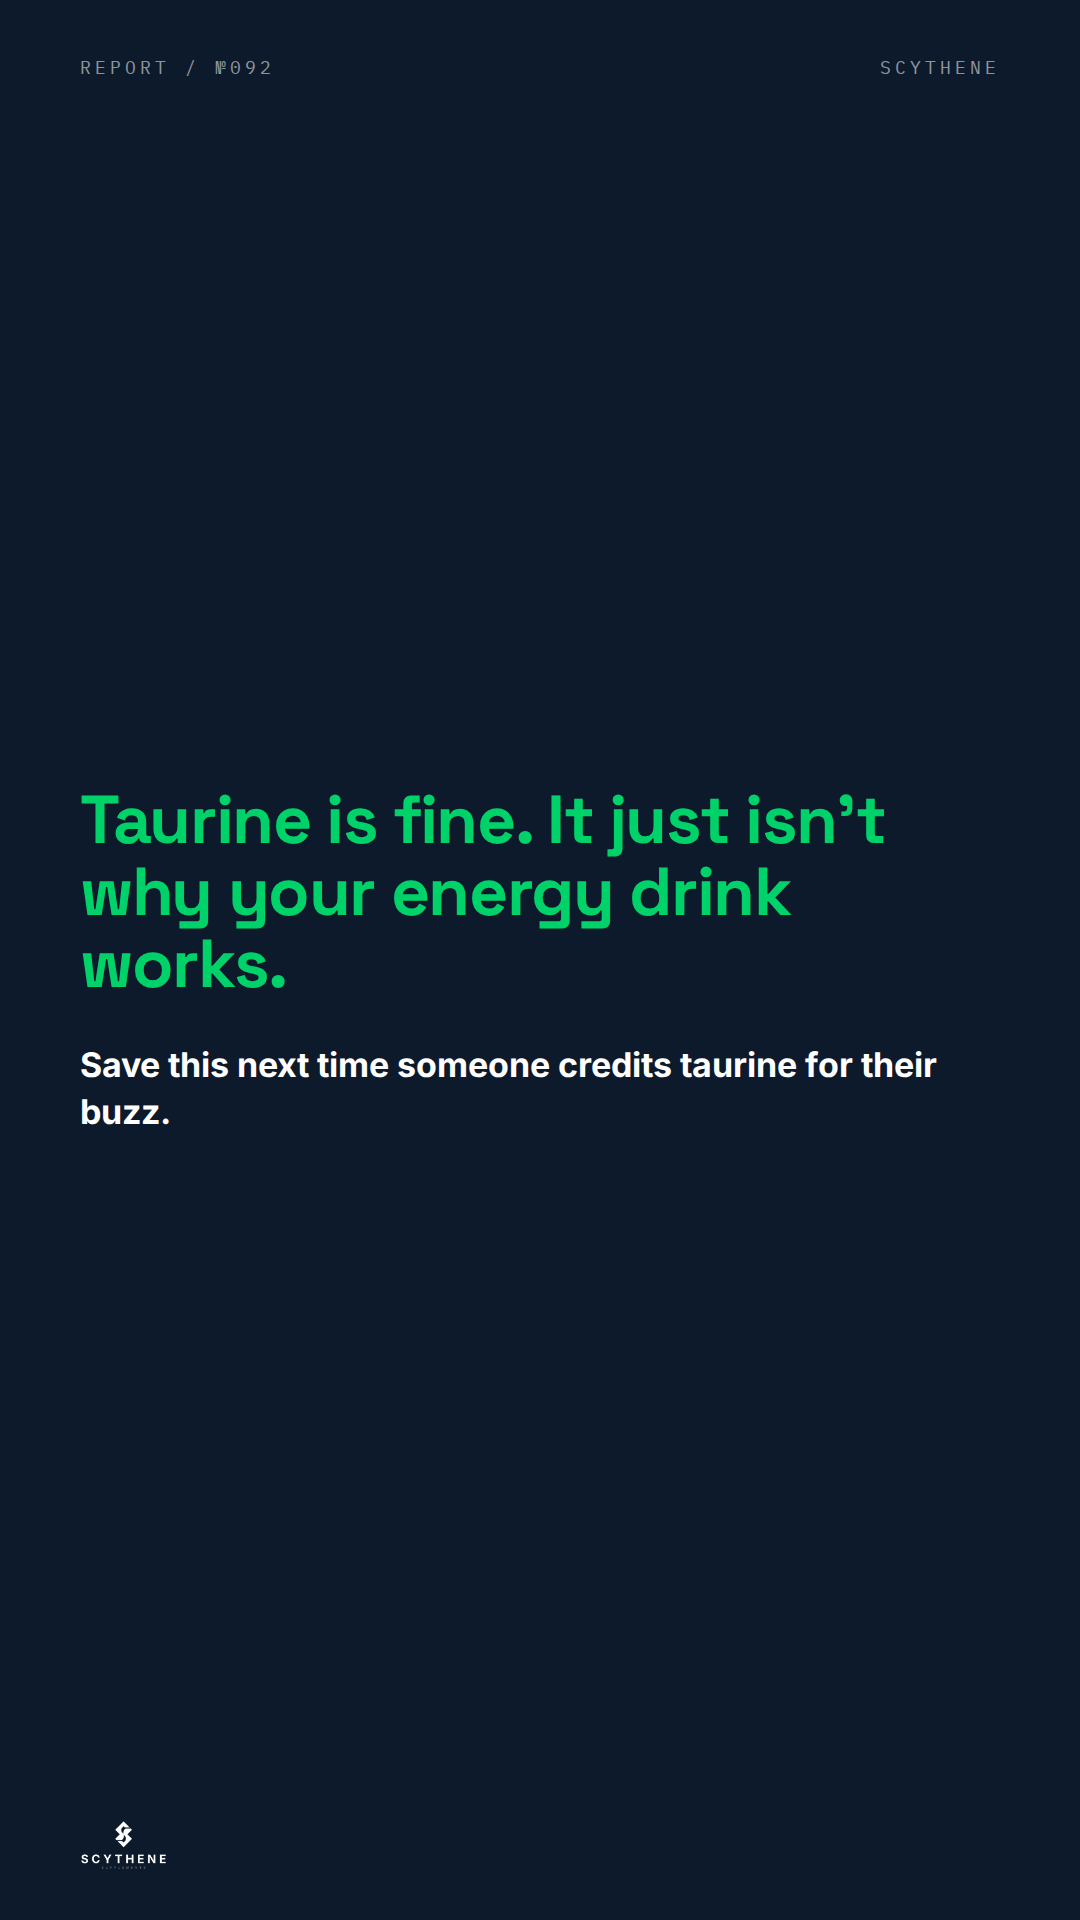 REPORT / №092
SCYTHENE
Taurine is fine. It just isn’t
why your energy drink
works.
Save this next time someone credits taurine for their
buzz.
SCYTHENE